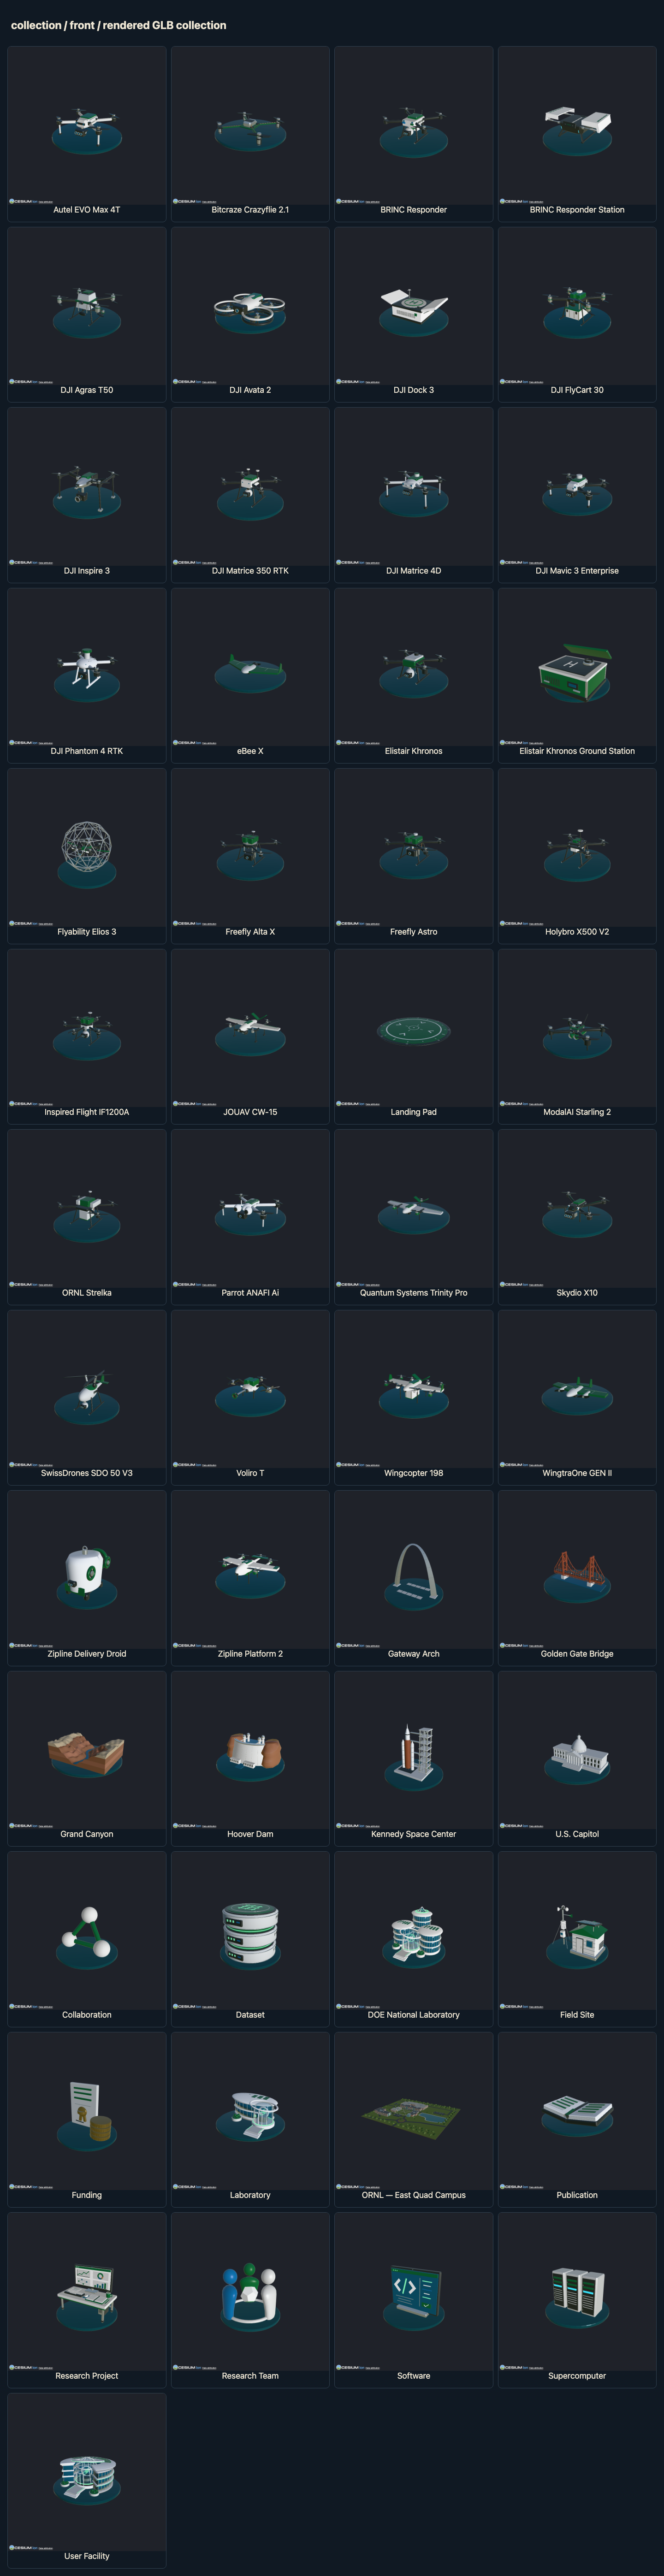 collection / front / rendered GLB collection
Autel EVO Max 4T
Bitcraze Crazyflie 2.1
BRINC Responder
BRINC Responder Station
DJI Agras T50
DJI Avata 2
DJI Dock 3
DJI FlyCart 30
DJI Inspire 3
DJI Matrice 350 RTK
DJI Matrice 4D
DJI Mavic 3 Enterprise
DJI Phantom 4 RTK
eBee X
Elistair Khronos
Elistair Khronos Ground Station
Flyability Elios 3
Freefly Alta X
Freefly Astro
Holybro X500 V2
Inspired Flight IF1200A
JOUAV CW-15
Landing Pad
ModalAI Starling 2
ORNL Strelka
Parrot ANAFI Ai
Quantum Systems Trinity Pro
Skydio X10
SwissDrones SDO 50 V3
Voliro T
Wingcopter 198
WingtraOne GEN II
Zipline Delivery Droid
Zipline Platform 2
Gateway Arch
Golden Gate Bridge
Grand Canyon
Hoover Dam
Kennedy Space Center
U.S. Capitol
Collaboration
Dataset
DOE National Laboratory
Field Site
Funding
Laboratory
ORNL — East Quad Campus
Publication
Research Project
Research Team
Software
Supercomputer
User Facility